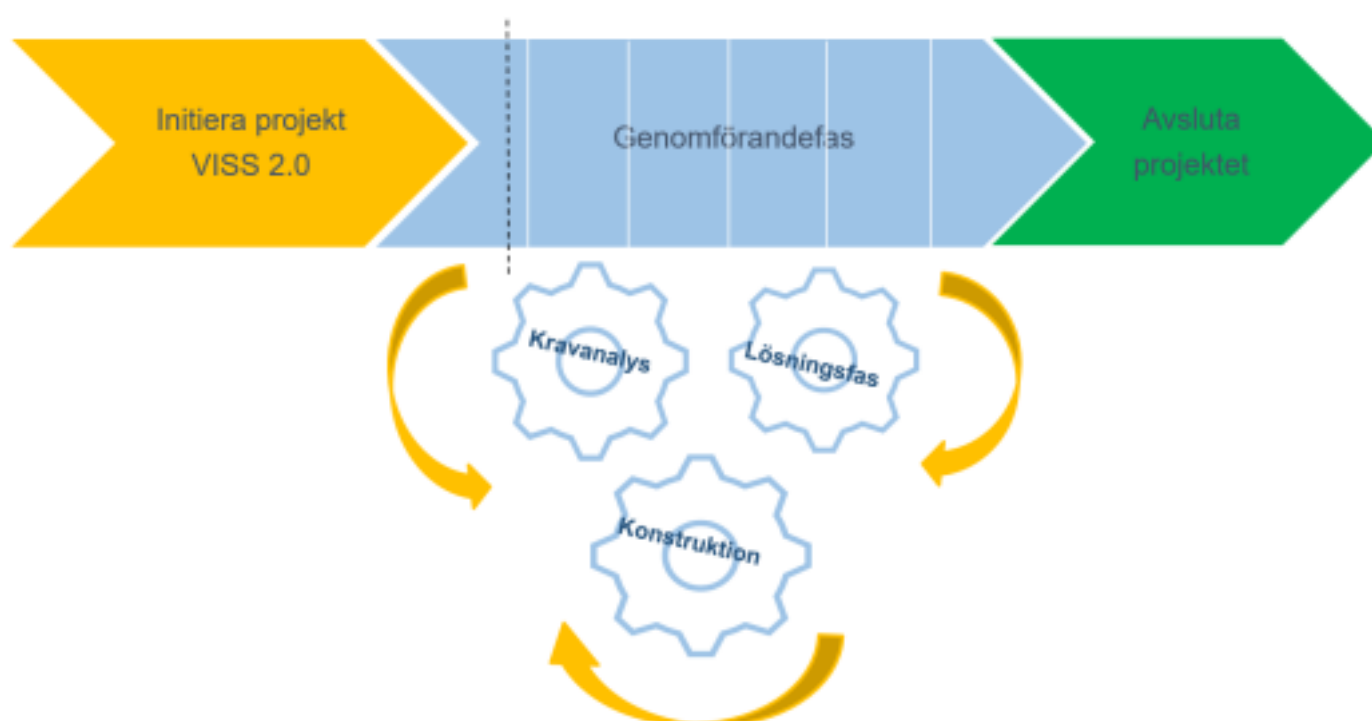 Initiera projekt
VISS 2.0
Genomförandefas
Avsluta
projektet
Kravanalys
Lösningsfas
Konstruktion